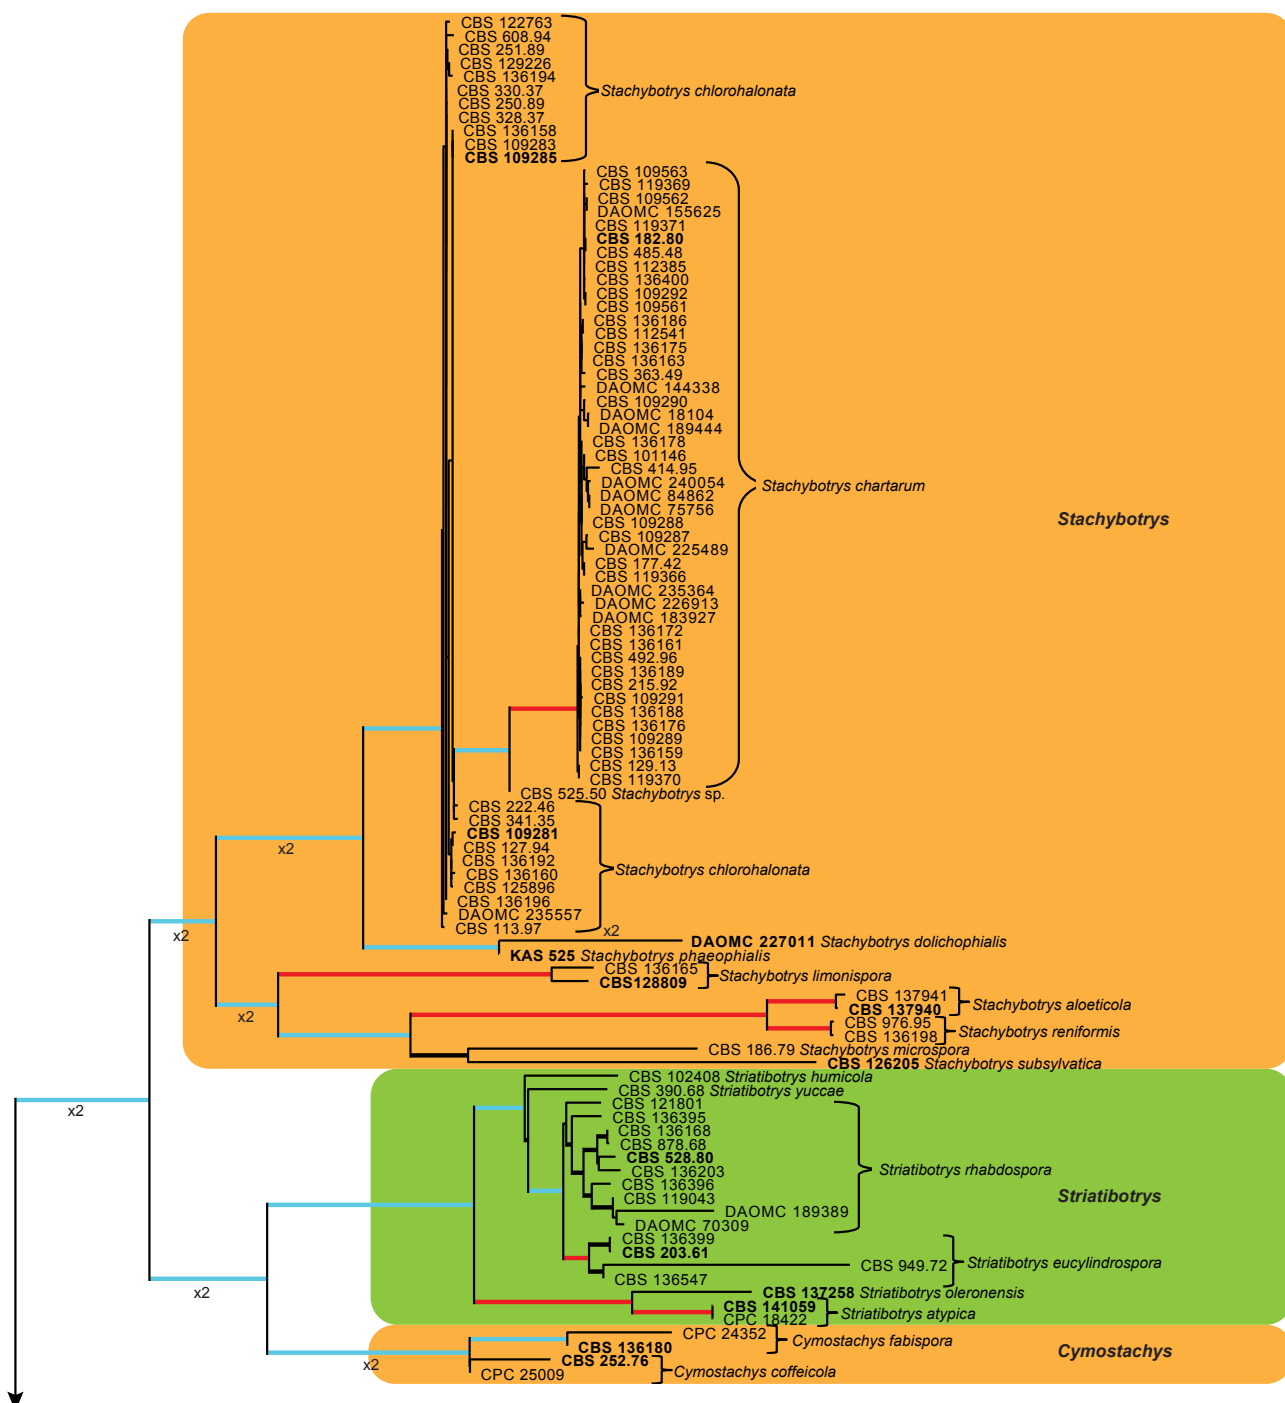 CBS 122763
CBS 608.94
CBS 251.89
CBS 129226
CBS 136194
CBS 330.37
Stachybotrys chlorohalonata
CBS 250.89
CBS 328.37
CBS 136158
CBS 109283
CBS 109285
CBS 109563
CBS 119369
CBS 109562
DAOMC 155625
CBS 119371
CBS 182.80
CBS 485.48
CBS 112385
CBS 136400
CBS 109292
CBS 109561
CBS 136186
CBS 112541
CBS 136175
CBS 136163
CBS 363.49
DAOMC 144338
CBS 109290
DAOMC 18104
DAOMC 189444
CBS 136178
CBS 101146
CBS 414.95
DAOMC 240054
Stachybotrys chartarum
DAOMC 84862
DAOMC 75756
Stachybotrys
CBS 109288
CBS 109287
DAOMC 225489
CBS 177.42
CBS 119366
DAOMC 235364
DAOMC 226913
DAOMC 183927
CBS 136172
CBS 136161
CBS 492.96
CBS 136189
CBS 215.92
CBS 109291
CBS 136188
CBS 136176
CBS 109289
CBS 136159
CBS 129.13
CBS 119370
CBS 525.50 Stachybotrys sp.
CBS 222.46
CBS 341.35
CBS 109281
x2
CBS 127.94
CBS 136192
Stachybotrys chlorohalonata
CBS 136160
CBS 125896
CBS 136196
DAOMC 235557
CBS 113.97
x2
x2
DAOMC 227011 Stachybotrys dolichophialis
KAS 525 Stachybotrys phaeophialis
CBS 136165
Stachybotrys limonispora
CBS128809
CBS 137941
Stachybotrys aloeticola
CBS 137940
x2
CBS 976.95
Stachybotrys reniformis
CBS 136198
CBS 186.79 Stachybotrys microspora
CBS 126205 Stachybotrys subsylvatica
CBS 102408 Striatibotrys humicola
CBS 390.68 Striatibotrys yuccae
CBS 121801
x2
CBS 136395
CBS 136168
CBS 878.68
CBS 528.80
CBS 136203
Striatibotrys rhabdospora
CBS 136396
Striatibotrys
CBS 119043
DAOMC 189389
DAOMC 70309
CBS 136399
CBS 203.61
CBS 949.72
Striatibotrys eucylindrospora
CBS 136547
x2
CBS 137258 Striatibotrys oleronensis
CBS 141059
Striatibotrys atypica
CPC 18422
CPC 24352
Cymostachys fabispora
CBS 136180
Cymostachys
CBS 252.76
x2
Cymostachys coffeicola
CPC 25009